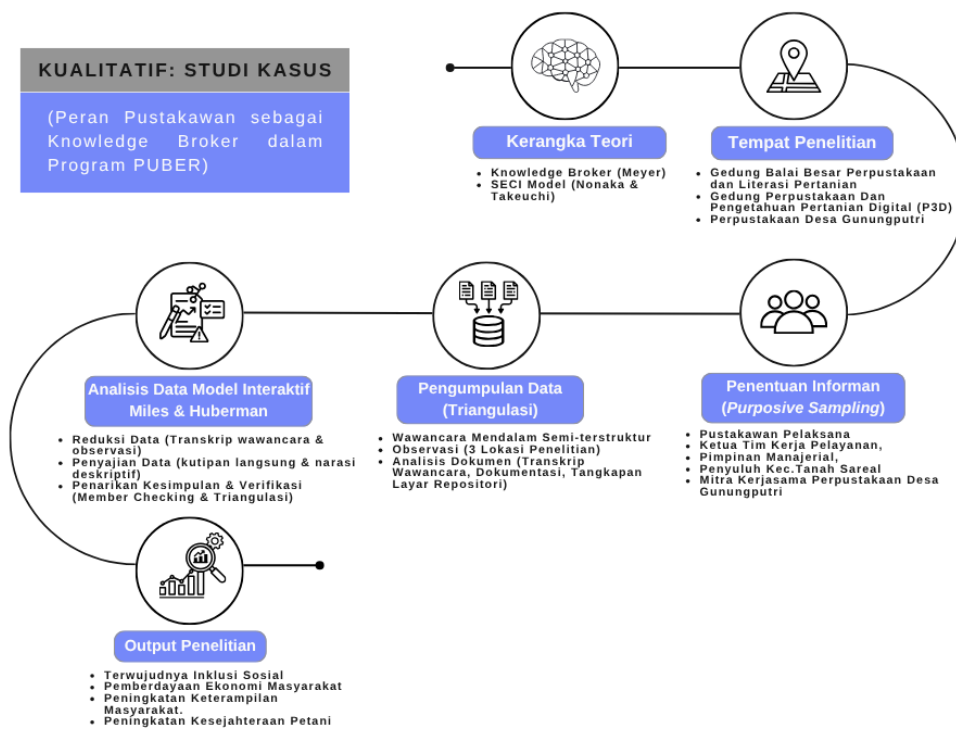 KUALITATIF: STUDI KASUS
(Peran Pustakawan sebagai
Knowledge Broker dalam
Program PUBER)
Kerangka Teori
• Knowledge Broker (Meyer)
• SECI Model (Nonaka &
Takeuchi)
Tempat Penelitian
• Gedung Balai Besar Perpustakaan
dan Literasi Pertanian
• Gedung Perpustakaan Dan
Pengetahuan Pertanian Digital (P3D)
• Perpustakaan Desa Gunungputri
Penentuan Informan
(Purposive Sampling)
• Pustakawan Pelaksana
• Ketua Tim Kerja Pelayanan,
• Pimpinan Manajerial,
• Penyuluh Kec.Tanah Sareal
• Mitra Kerjasama Perpustakaan Desa
Gunungputri
Pengumpulan Data
(Triangulasi)
• Wawancara Mendalam Semi-terstruktur
• Observasi (3 Lokasi Penelitian)
• Analisis Dokumen (Transkrip
Wawancara, Dokumentasi, Tangkapan
Layar Repositori)
Analisis Data Model Interaktif
Miles & Huberman
• Reduksi Data (Transkrip wawancara &
observasi)
• Penyajian Data (kutipan langsung & narasi
deskriptif)
• Penarikan Kesimpulan & Verifikasi
(Member Checking & Triangulasi)
Output Penelitian
• Terwujudnya Inklusi Sosial
• Pemberdayaan Ekonomi Masyarakat
• Peningkatan Keterampilan
Masyarakat.
• Peningkatan Kesejahteraan Petani